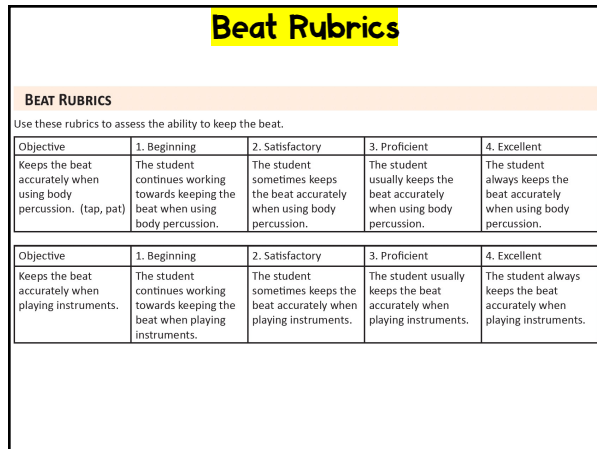 Beat Rubrics
BEAT RUBRICS
Use these rubrics to assess the ability to keep the beat.
Objective
1. Beginning
2. Satisfactory
3. Proficient
4. Excellent
Keeps the beat
accurately when
using body
percussion. (tap, pat)
The student
continues working
towards keeping the
beat when using
body percussion.
The student
sometimes keeps
the beat accurately
when using body
percussion.
The student
usually keeps the
beat accurately
when using body
percussion.
The student
always keeps the
beat accurately
when using body
percussion.
Objective
1. Beginning
2. Satisfactory
3. Proficient
4. Excellent
Keeps the beat
accurately when
playing instruments.
The student
continues working
towards keeping the
beat when playing
instruments.
The student
sometimes keeps the
beat accurately when
playing instruments.
The student usually
keeps the beat
accurately when
playing instruments.
The student always
keeps the beat
accurately when
playing instruments.